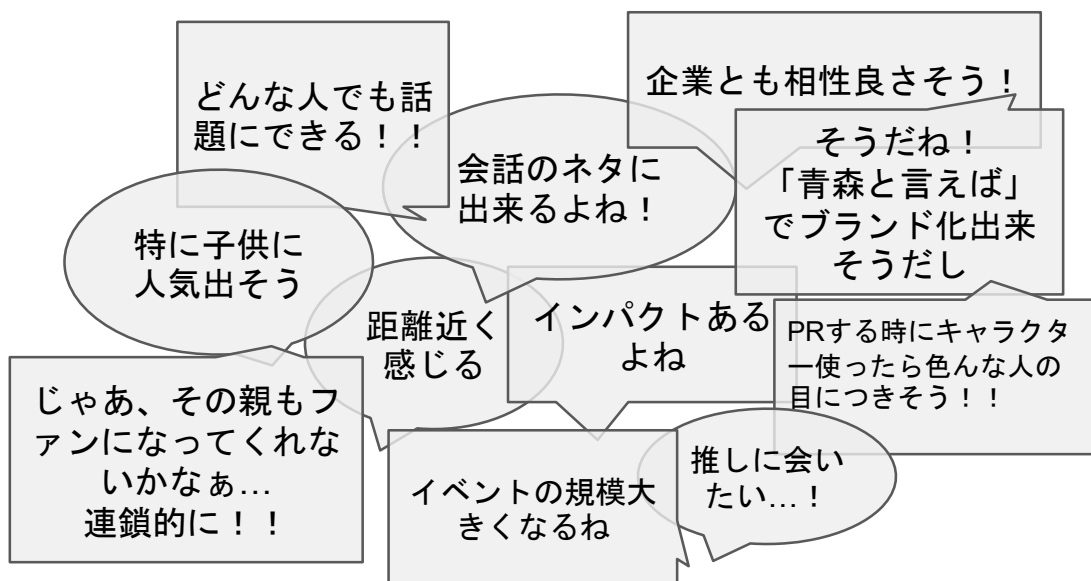 どんな人でも話
題にできる！！
企業とも相性良さそう！
会話のネタに
出来るよね！
そうだね！
「青森と言えば」
でブランド化出来
そうだし
特に子供に
人気出そう
距離近く
感じる
インパクトある
よね
PRする時にキャラクタ
ー使ったら色んな人の
目につきそう！！
じゃあ、その親もフ
ァンになってくれな
いかなぁ…
連鎖的に！！
イベントの規模大
きくなるね
推しに会い
たい…！